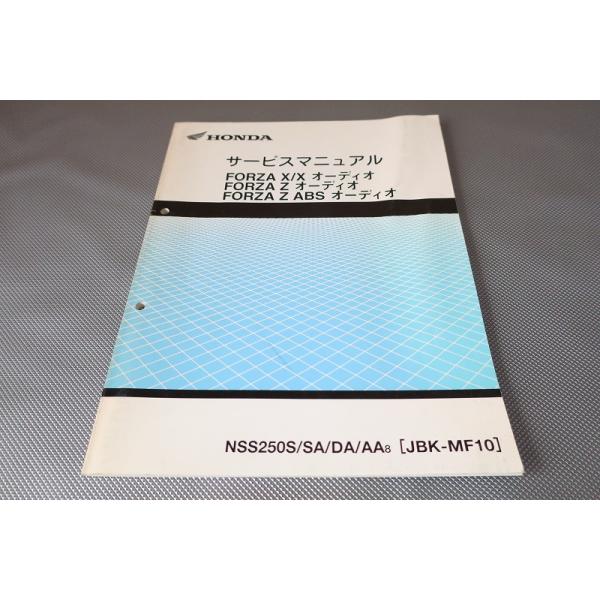 HONDA
サービスマニュアル
FORZA X/X オーディオ
FORZA Z オーディオ
FORZA Z ABS オーディオ
NSS250S/SA/DA/AA8 [JBK-MF10]